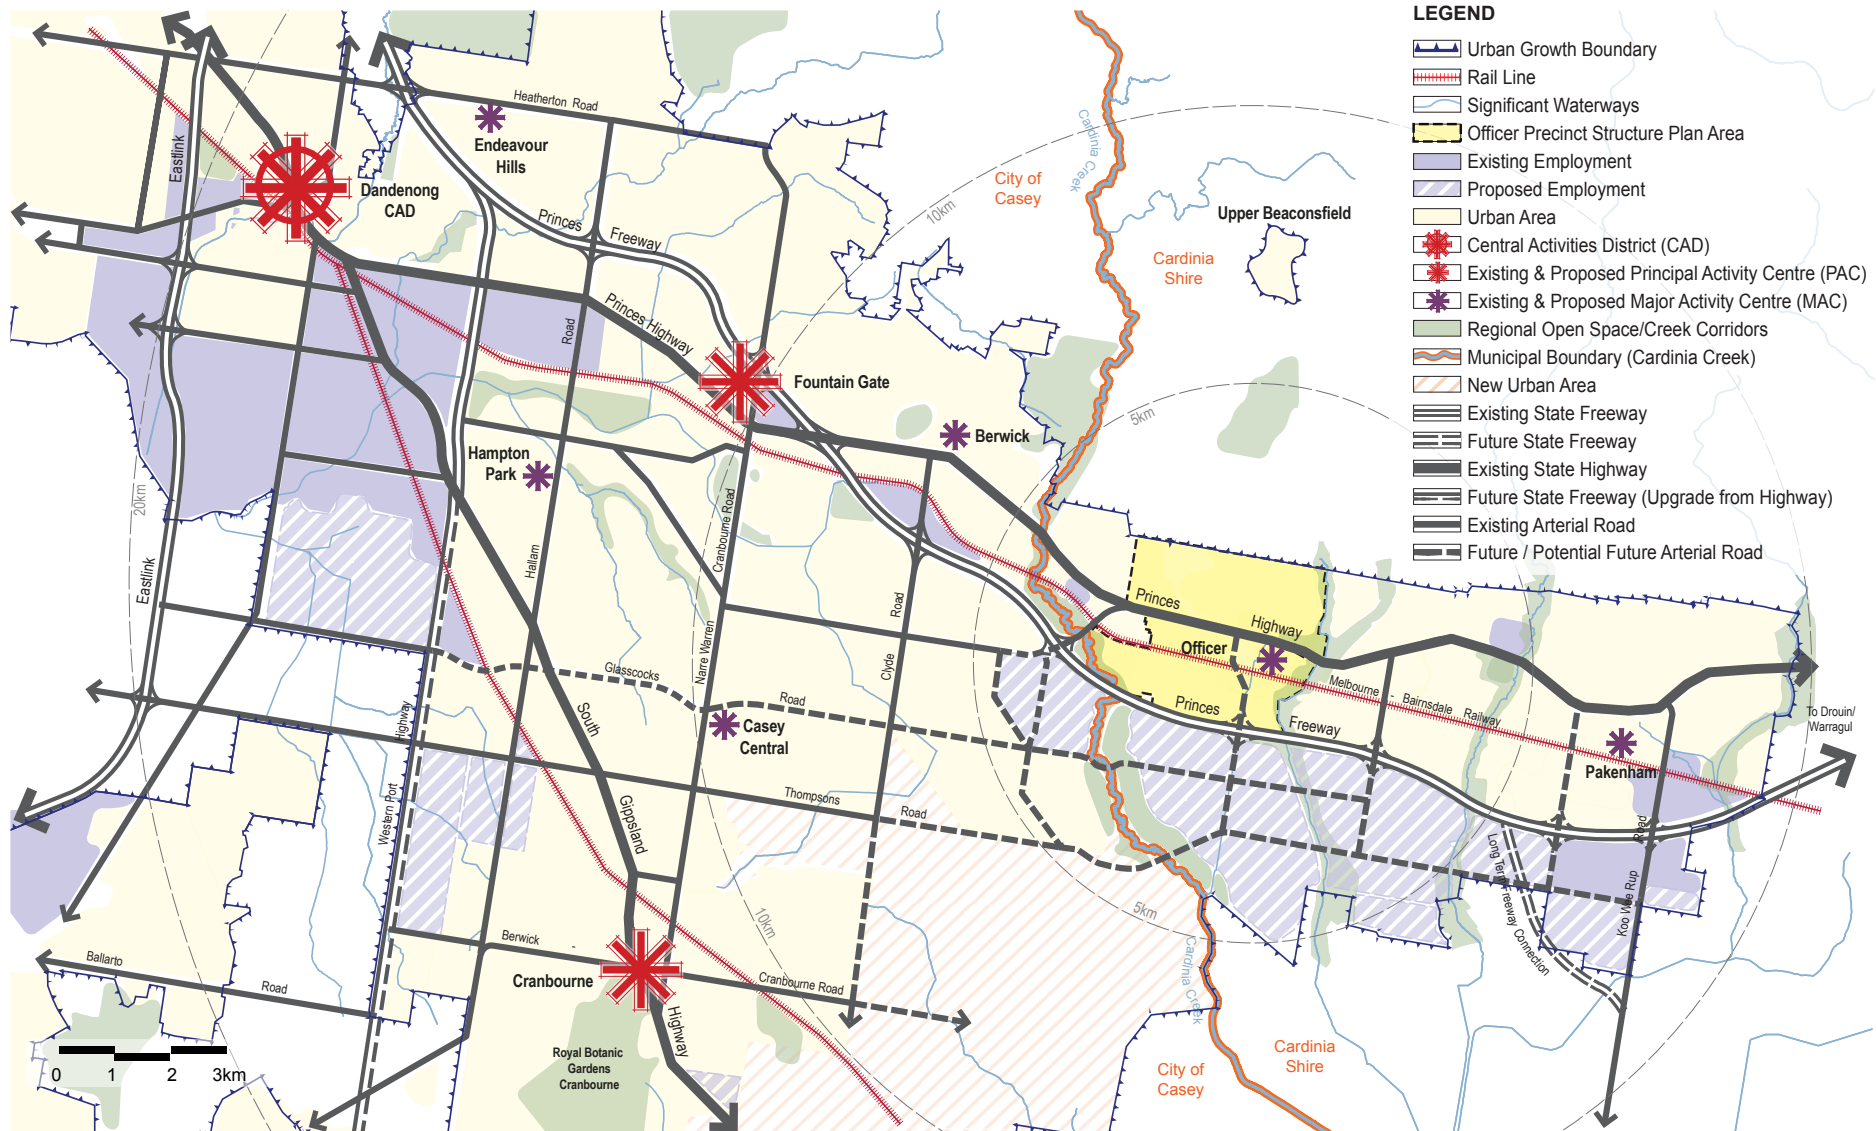 LEGEND
Urban Growth Boundary
Rail Line
Significant Waterways
Officer Precinct Structure Plan Area
Existing Employment
Proposed Employment
Urban Area
Central Activities District (CAD)
Existing & Proposed Principal Activity Centre (PAC)
Existing & Proposed Major Activity Centre (MAC)
Regional Open Space/Creek Corridors
Municipal Boundary (Cardinia Creek)
New Urban Area
Existing State Freeway
Future State Freeway
Existing State Highway
Future State Freeway (Upgrade from Highway)
Existing Arterial Road
Future / Potential Future Arterial Road
Heatherton Road
Endeavour
Hills
Eastlink
Dandenong
CAD
Princes
Freeway
Cardinia Creek
City of
Casey
10km
Upper Beaconsfield
Cardinia
Shire
Princes Highway
Road
Fountain Gate
5km
Berwick
Hampton
Park
20km
Cranbourne Road
Hallam
Eastlink
Road
Princes
Highway
Officer
Glasscocks
Road
Narre Warren
Clyde
Melbourne - Bairnsdale Railway
Princes
Freeway
To Drouin/
Warragul
Highway
South
Casey
Central
Pakenham
Western Port
Gippsland
Thompsons
Road
Road
Long Term Freeway Connection
Koo Wee Rup
5km
10km
Berwick -
Cranbourne Road
Cranbourne
Ballarto
Road
Cardinia Creek
Highway
Royal Botanic
Gardens
Cranbourne
City of
Casey
Cardinia
Shire
0 1 2 3km